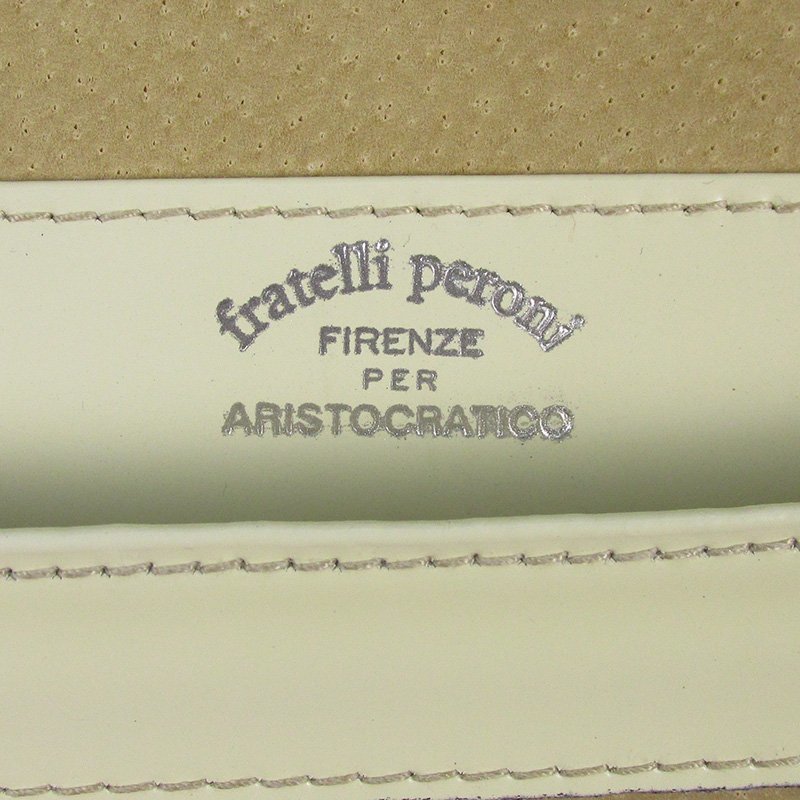 fratelli peroni
FIRENZE
PER
ARISTOCRATICO